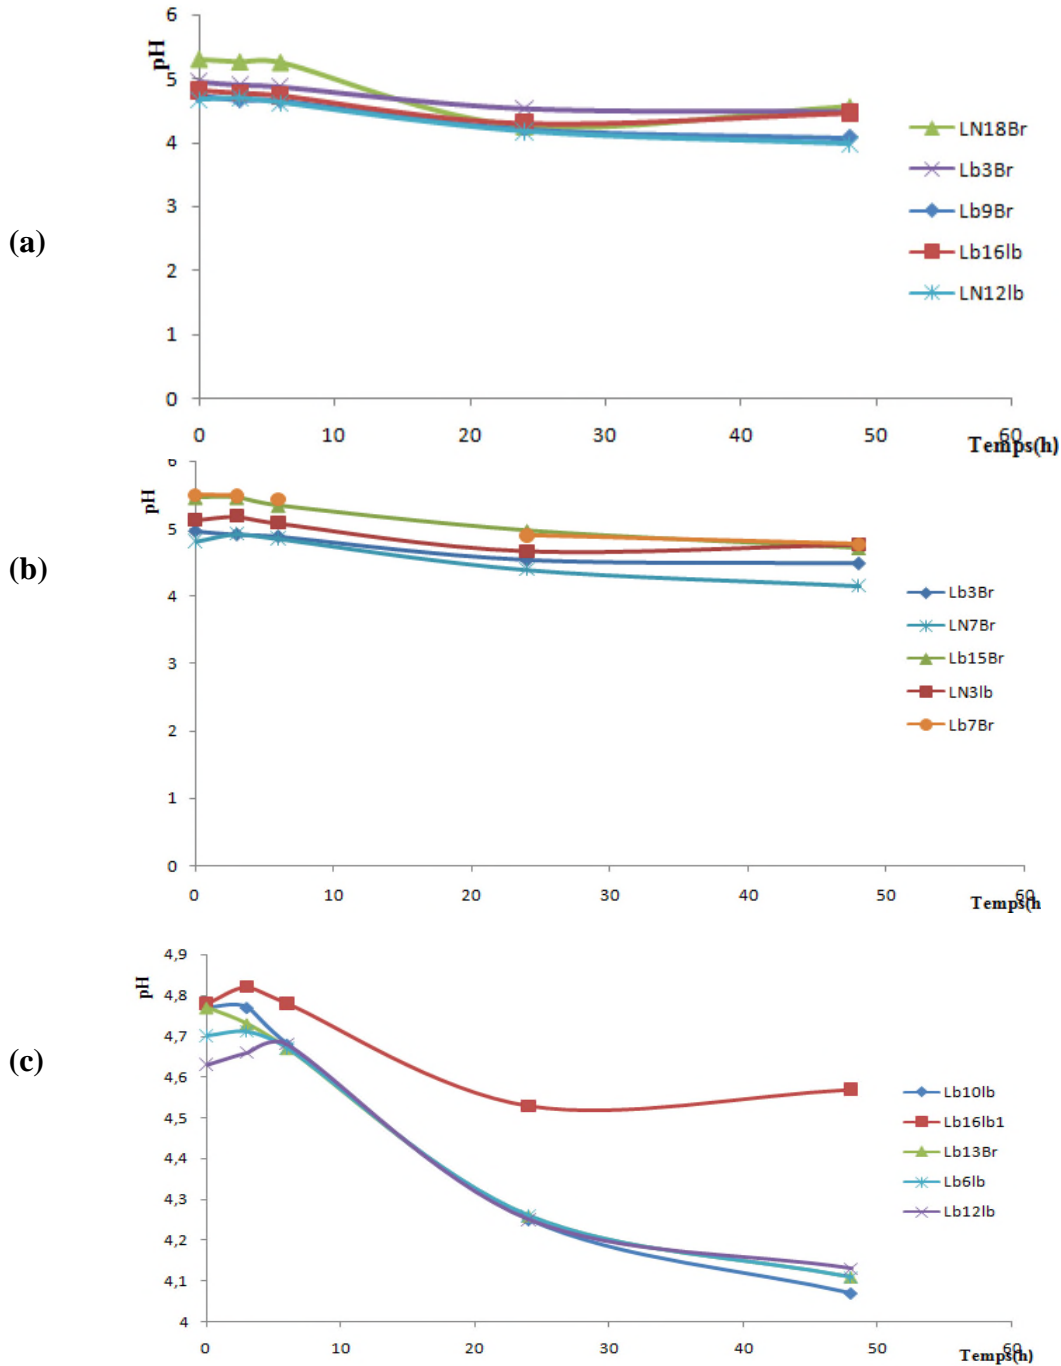 6
pH
5
4
3
2
1
0
0 10 20 30 40 50 60
Temps(h)
LN18Br
Lb3Br
Lb9Br
Lb16lb
LN12lb
(a)
6
pH
5
4
3
2
1
0
0 10 20 30 40 50 60
Temps(h
Lb3Br
LN7Br
Lb15Br
LN3lb
Lb7Br
(b)
4,9
pH
4,8
4,7
4,6
4,5
4,4
4,3
4,2
4,1
4
0 10 20 30 40 50 60
Temps(h)
Lb10lb
Lb16lb1
Lb13Br
Lb6lb
Lb12lb
(c)